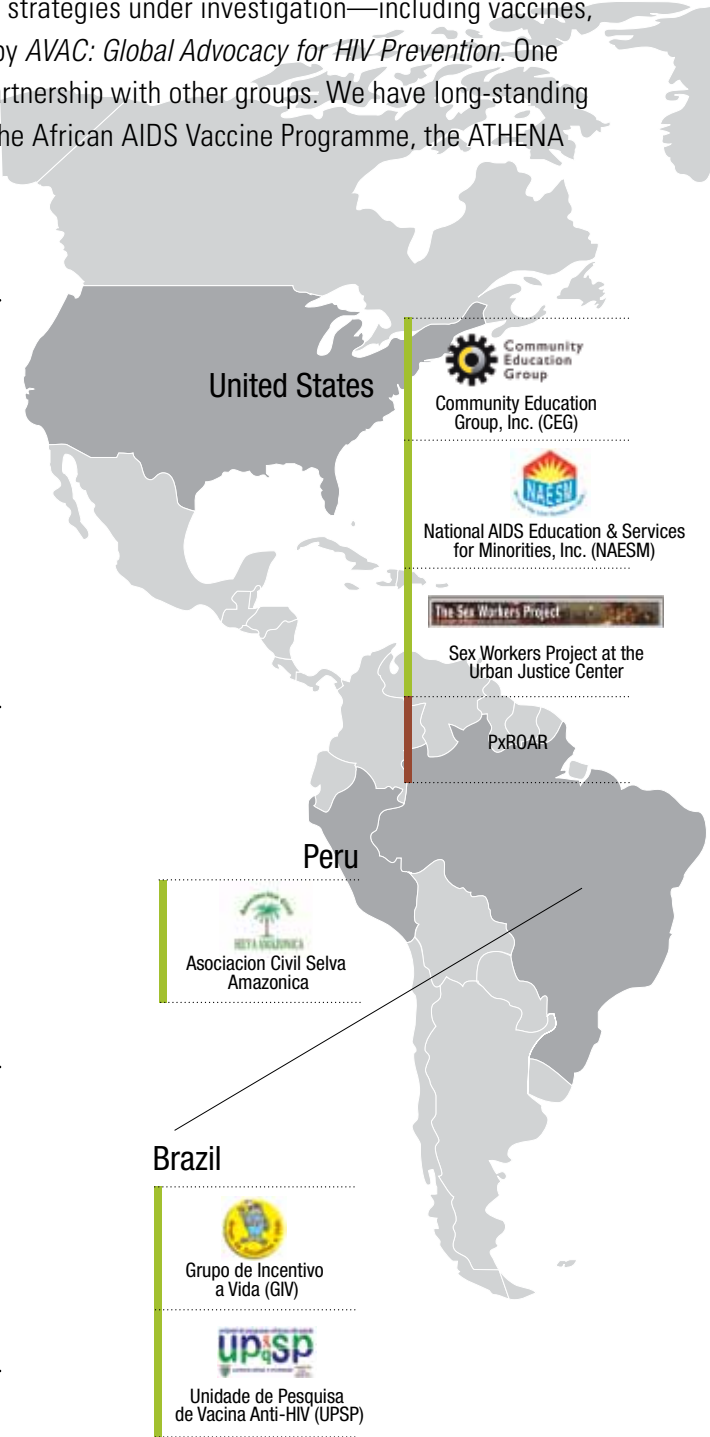 strategies under investigation—including vaccines,
by AVAC: Global Advocacy for HIV Prevention. One
artnership with other groups. We have long-standing
he African AIDS Vaccine Programme, the ATHENA
United States
Community
Education
Group
Community Education
Group, Inc. (CEG)
NAESM
National AIDS Education & Services
for Minorities, Inc. (NAESM)
The Sex Workers Project
Sex Workers Project at the
Urban Justice Center
PxROAR
Peru
SELVA AMAZONICA
Asociacion Civil Selva
Amazonica
Brazil
Grupo de Incentivo
a Vida (GIV)
Unidade de Pesquisa
de Vacina Anti-HIV (UPSP)